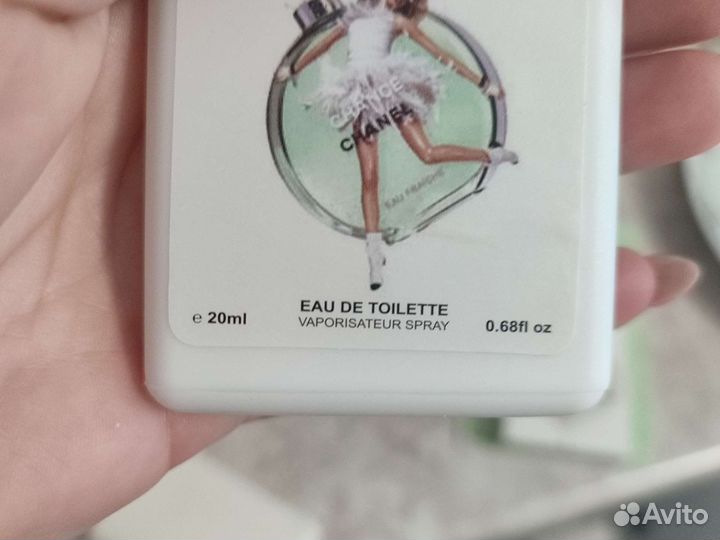 CHANCE
CHANEL
EAU FRAÎCHE
EAU DE TOILETTE
℮ 20ml
VAPORISATEUR SPRAY
0.68fl oz
Avito